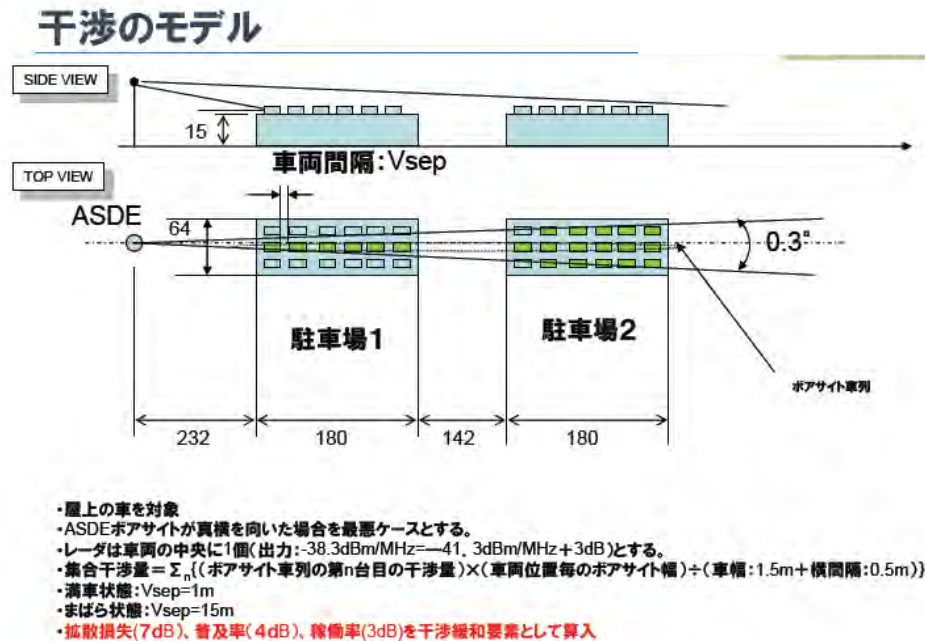 干渉のモデル
SIDE VIEW
15
車両間隔:Vsep
TOP VIEW
ASDE
64
0.3°
駐車場1
駐車場2
ボアサイト車列
232
180
142
180
・屋上の車を対象
・ASDEボアサイトが真横を向いた場合を最悪ケースとする。
・レーダは車両の中央に1個(出力:-38.3dBm/MHz=―41. 3dBm/MHz+3dB)とする。
・集合干渉量=Σn{(ボアサイト車列の第n台目の干渉量)×(車両位置毎のボアサイト幅)÷(車幅:1.5m+横間隔:0.5m)}
・満車状態:Vsep=1m
・まばら状態:Vsep=15m
・拡散損失(7dB)、普及率(4dB)、稼働率(3dB)を干渉緩和要素として算入